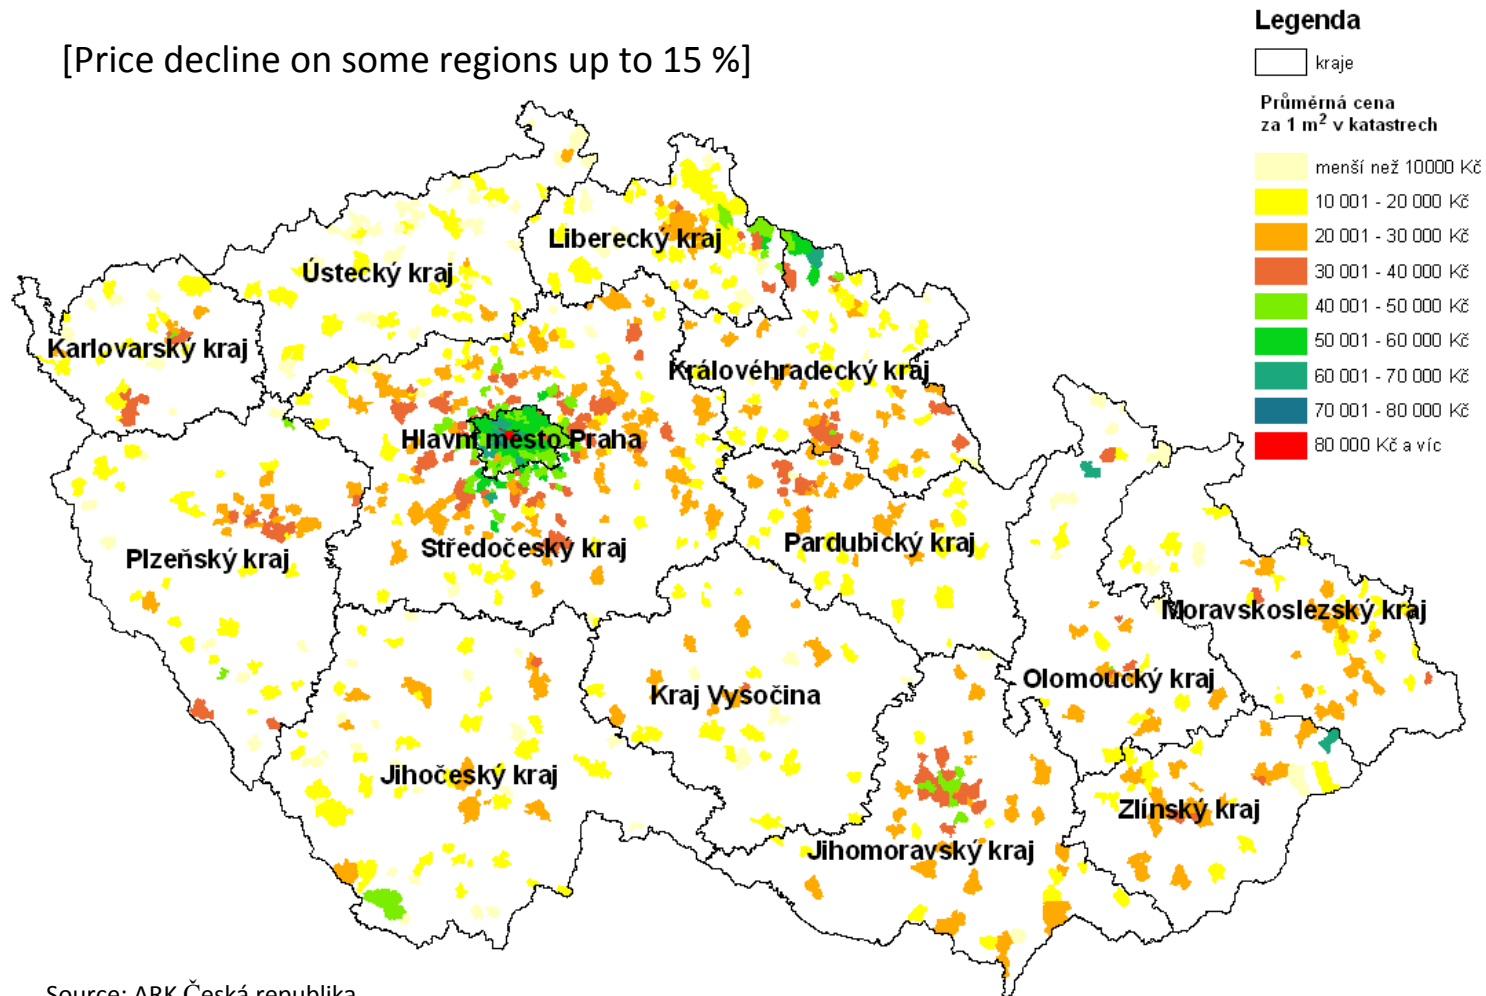 [Price decline on some regions up to 15 %]
Legenda
kraje
Průměrná cena
za 1 m² v katastrech
menší než 10000 Kč
10 001 - 20 000 Kč
20 001 - 30 000 Kč
30 001 - 40 000 Kč
40 001 - 50 000 Kč
50 001 - 60 000 Kč
60 001 - 70 000 Kč
70 001 - 80 000 Kč
80 000 Kč a víc
Liberecký kraj
Ústecký kraj
Karlovarský kraj
Královéhradecký kraj
Hlavní město Praha
Plzeňský kraj
Středočeský kraj
Pardubický kraj
Moravskoslezský kraj
Olomoucký kraj
Kraj Vysočina
Jihočeský kraj
Zlínský kraj
Jihomoravský kraj
Source: ARK Česká republika